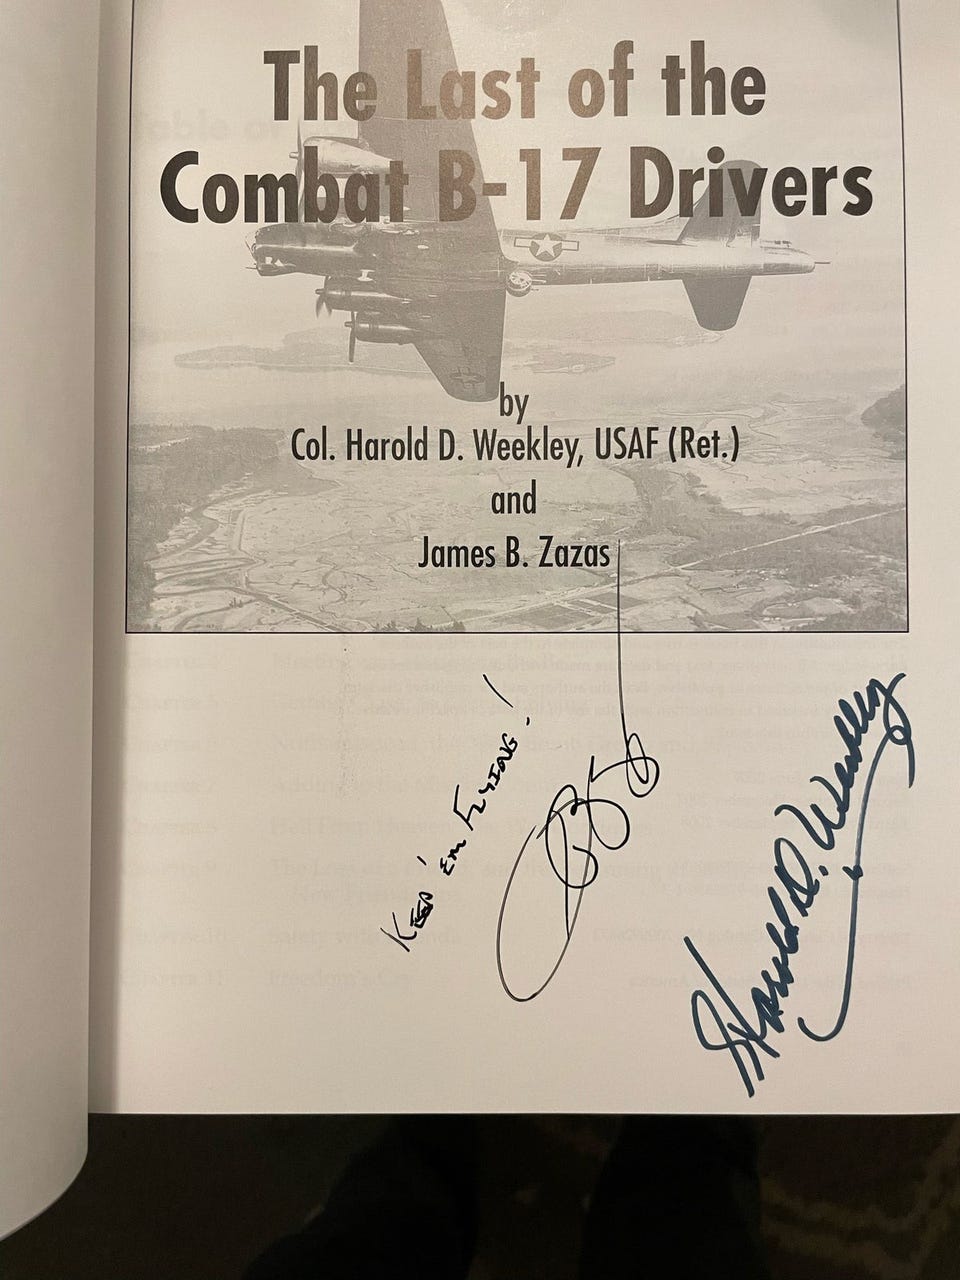 The Last of the
Combat B-17 Drivers
by
Col. Harold D. Weekley, USAF (Ret.)
and
James B. Zazas
KEEP 'EM FLYING!
Harold D. Weekley